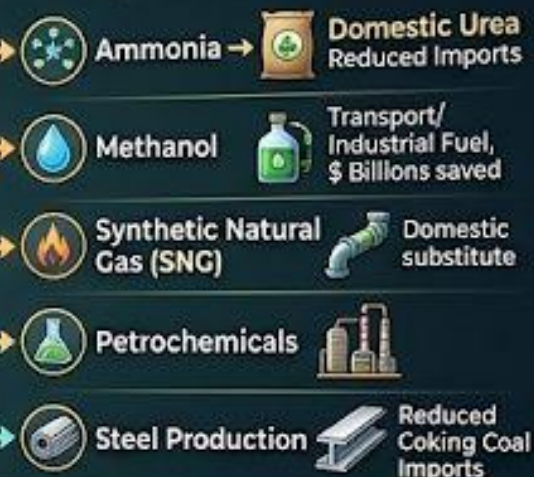 Ammonia
Domestic Urea
Reduced Imports
Methanol
Transport/
Industrial Fuel,
$ Billions saved
Synthetic Natural
Gas (SNG)
Domestic
substitute
Petrochemicals
Steel Production
Reduced
Coking Coal
Imports